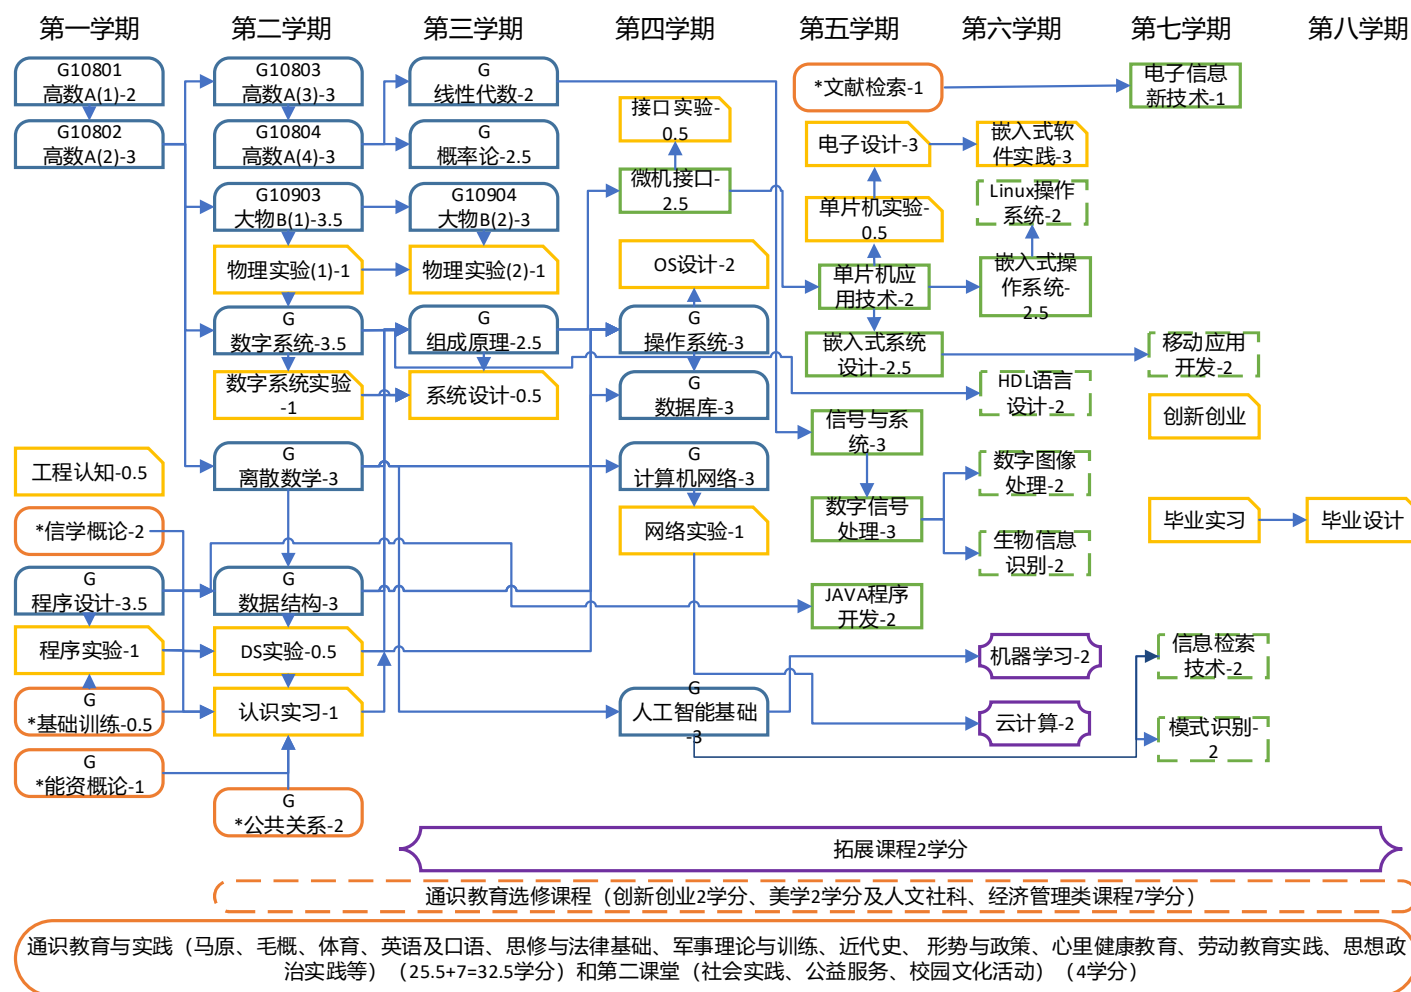 第一学期
第二学期
第三学期
第四学期
第五学期
第六学期
第七学期
第八学期
G10801
高数A(1)-2
G10802
高数A(2)-3
工程认知-0.5
*信学概论-2
G
程序设计-3.5
程序实验-1
G
*基础训练-0.5
G
*能资概论-1
G10803
高数A(3)-3
G10804
高数A(4)-3
G10903
大物B(1)-3.5
物理实验(1)-1
G
数字系统-3.5
数字系统实验
-1
G
离散数学-3
G
数据结构-3
DS实验-0.5
认识实习-1
G
*公共关系-2
G
线性代数-2
G
概率论-2.5
G10904
大物B(2)-3
物理实验(2)-1
G
组成原理-2.5
系统设计-0.5
接口实验-
0.5
微机接口-
2.5
OS设计-2
G
操作系统-3
G
数据库-3
G
计算机网络-3
网络实验-1
G
人工智能基础
-3
*文献检索-1
电子设计-3
单片机实验-
0.5
单片机应
用技术-2
嵌入式系统
设计-2.5
信号与系
统-3
数字信号
处理-3
JAVA程序
开发-2
嵌入式软
件实践-3
Linux操作
系统-2
嵌入式操
作系统-
2.5
HDL语言
设计-2
数字图像
处理-2
生物信息
识别-2
机器学习-2
云计算-2
电子信息
新技术-1
移动应用
开发-2
创新创业
毕业实习
信息检索
技术-2
模式识别-
2
毕业设计
拓展课程2学分
通识教育选修课程（创新创业2学分、美学2学分及人文社科、经济管理类课程7学分）
通识教育与实践（马原、毛概、体育、英语及口语、思修与法律基础、军事理论与训练、近代史、形势与政策、心里健康教育、劳动教育实践、思想政
治实践等）（25.5+7=32.5学分）和第二课堂（社会实践、公益服务、校园文化活动）（4学分）